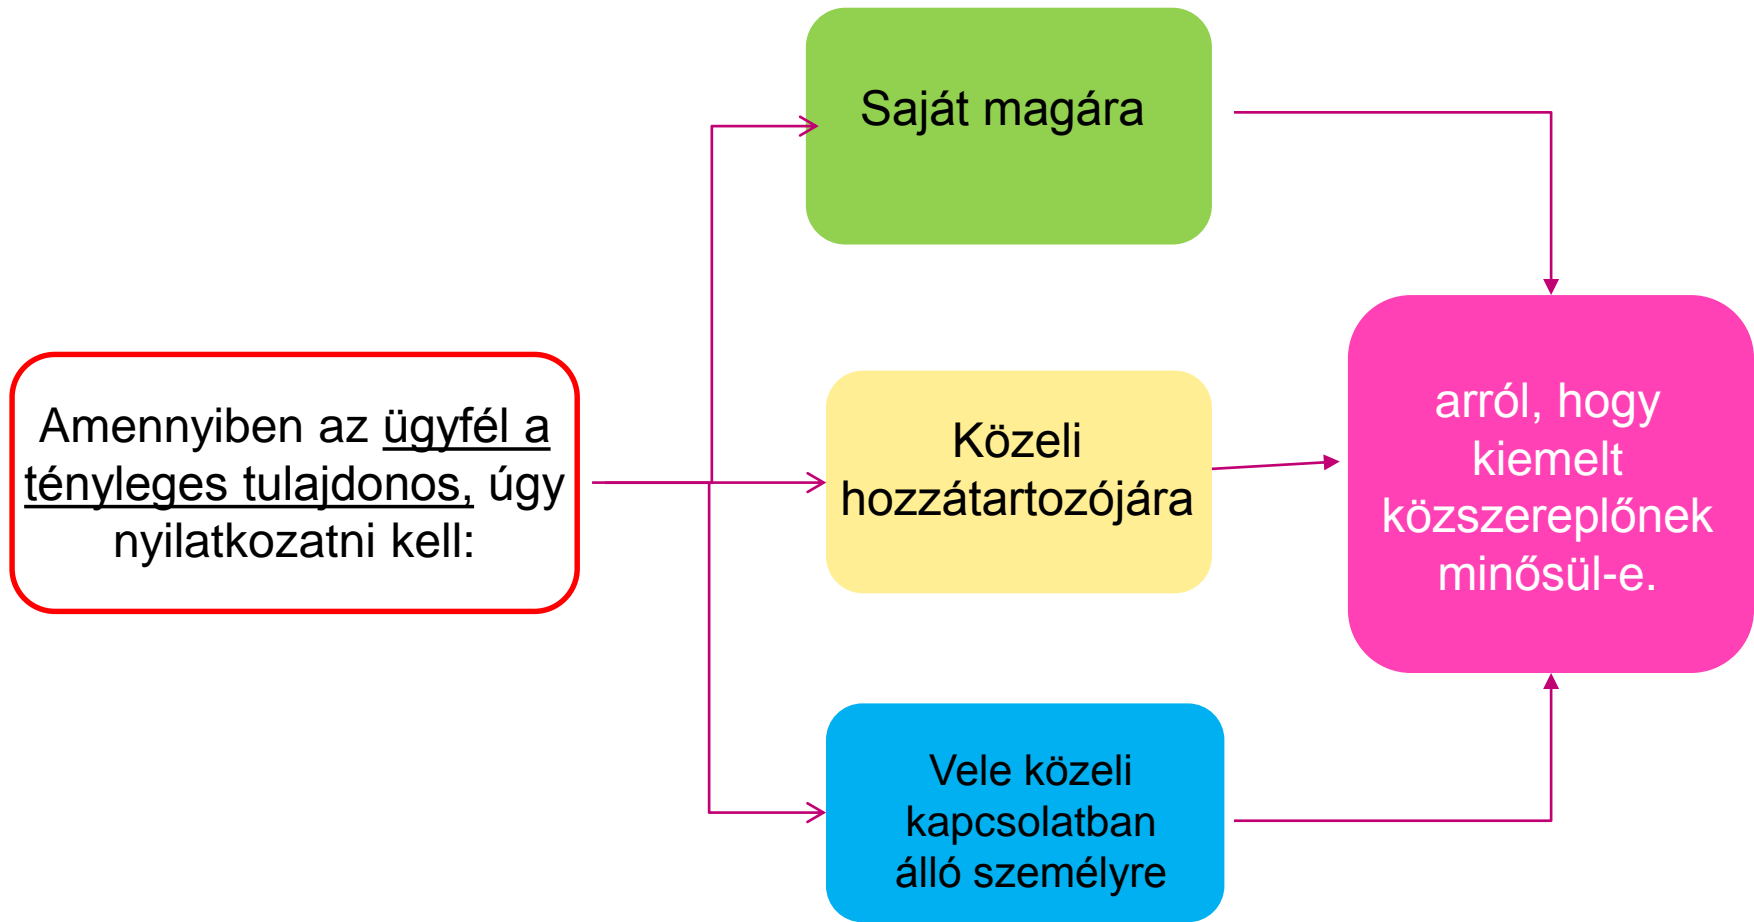 Saját magára
Amennyiben az ügyfél a
tényleges tulajdonos, úgy
nyilatkozatni kell:
Közeli
hozzátartozójára
Vele közeli
kapcsolatban
álló személyre
arról, hogy
kiemelt
közszereplőnek
minősül-e.